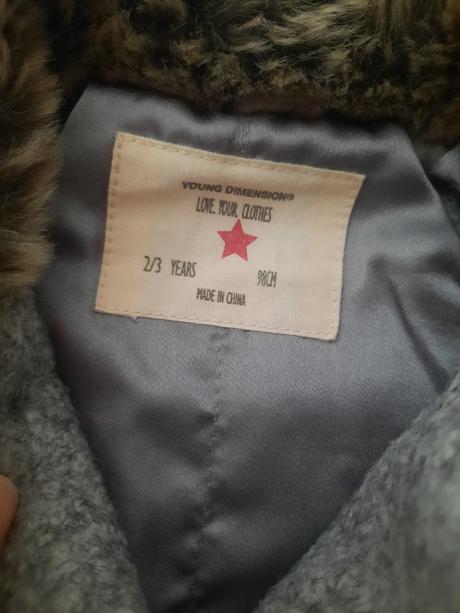 YOUNG DIMENSION®
LOVE. YOUR. CLOTHES
2/3 YEARS 98CM
MADE IN CHINA